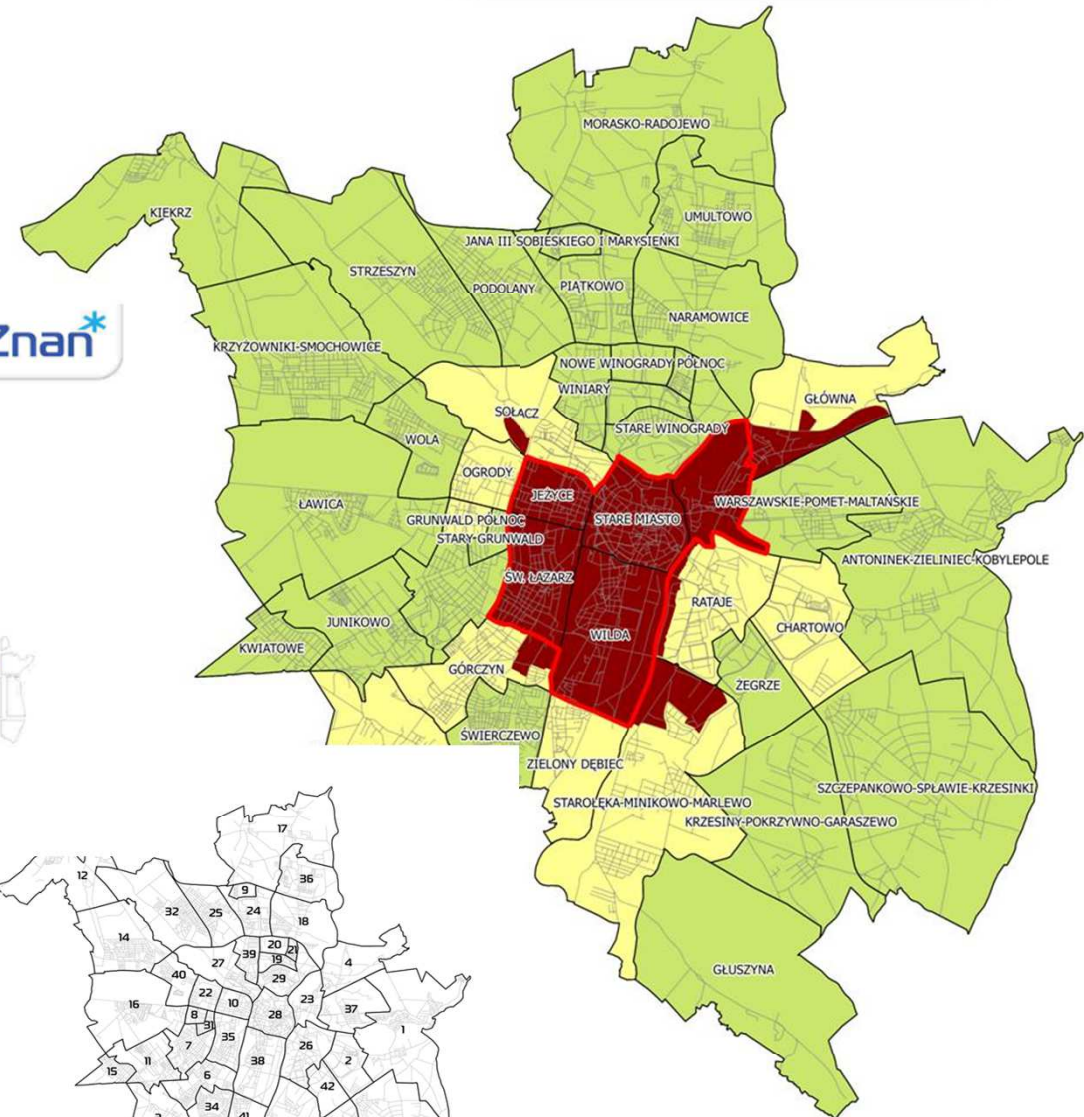 MORASKO-RADOJEWO
KIEKRZ
UMULTOWO
JANA III SOBIESKIEGO I MARYSIEŃKI
STRZESZYN
PODOLANY
PIĄTKOWO
NARAMOWICE
znań*
KRZYŻOWNIKI-SMOCHOWICE
NOWE WINOGRADY PÓŁNOC
WINIARY
GŁÓWNA
SOŁACZ
STARE WINOGRADY
WOLA
OGRODY
JEŻYCE
ŁAWICA
WARSZAWSKIE-POMET-MALTAŃSKIE
GRUNWALD PÓŁNOC
STARE MIASTO
STARY GRUNWALD
ANTONINEK-ZIELINIEC-KOBYLEPOLE
ŚW. ŁAZARZ
RATAJE
JUNIKOWO
CHARTOWO
WILDA
KWIATOWE
GÓRCZYN
ŻEGRZE
ŚWIERCZEWO
ZIELONY DĘBIEC
SZCZEPANKOWO-SPŁAWIE-KRZESINKI
STAROŁĘKA-MINIKOWO-MARLEWO
KRZESINY-POKRZYWNO-GARASZEWO
GŁUSZYNA
17
12
36
9
32
25
24
18
14
20
21
39
19
27
4
40
29
22
23
16
10
28
37
8
31
1
35
7
26
11
38
2
15
6
42
34
41
3